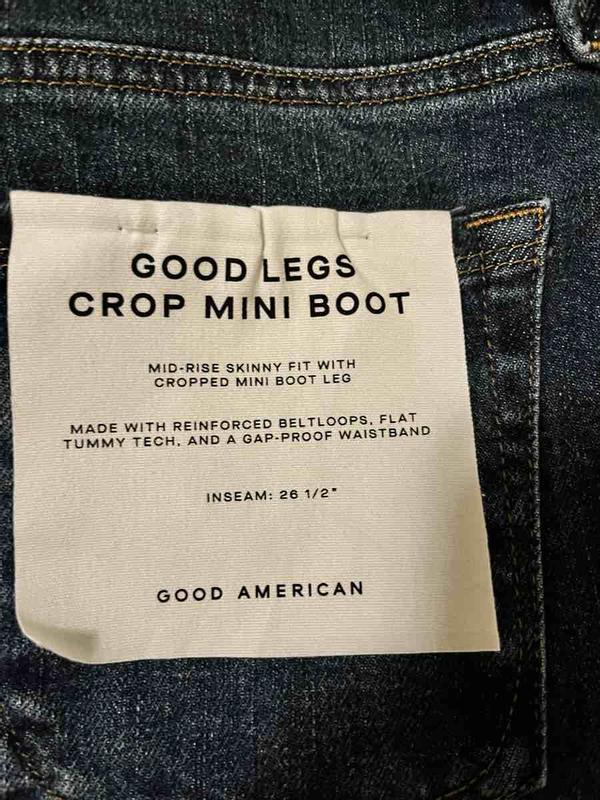 GOOD LEGS
CROP MINI BOOT
MID-RISE SKINNY FIT WITH
CROPPED MINI BOOT LEG
MADE WITH REINFORCED BELTLOOPS, FLAT
TUMMY TECH, AND A GAP-PROOF WAISTBAND
INSEAM: 26 1/2"
GOOD AMERICAN